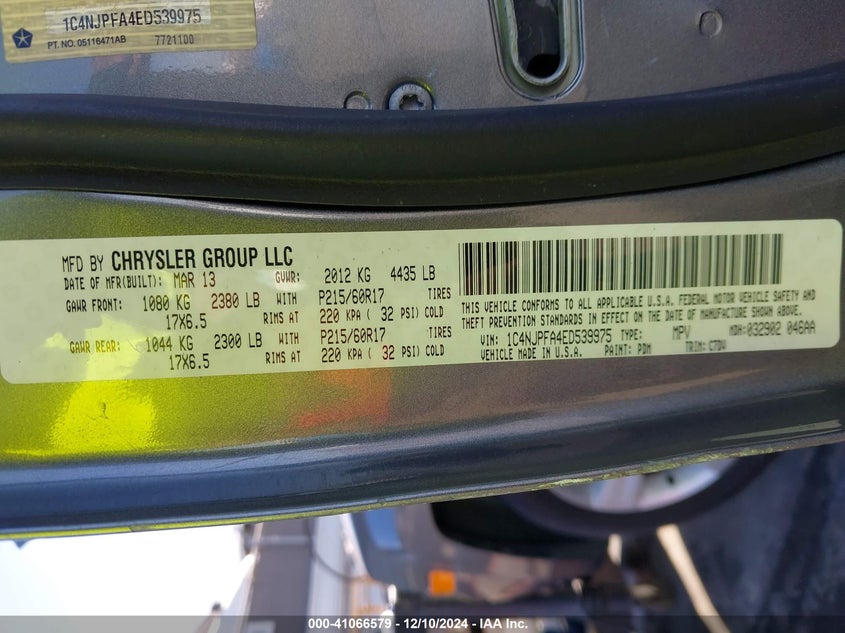 1C4NJPFA4ED539975
PT. NO. 05116471AB 7721100
MFD BY CHRYSLER GROUP LLC
DATE OF MFR(BUILT): MAR 13 GVWR: 2012 KG 4435 LB
GAWR FRONT: 1080 KG 2380 LB WITH P215/60R17 TIRES
17X6.5 RIMS AT 220 KPA ( 32 PSI) COLD
GAWR REAR: 1044 KG 2300 LB WITH P215/60R17 TIRES
17X6.5 RIMS AT 220 KPA ( 32 PSI) COLD
THIS VEHICLE CONFORMS TO ALL APPLICABLE U.S.A. FEDERAL MOTOR VEHICLE SAFETY AND
THEFT PREVENTION STANDARDS IN EFFECT ON THE DATE OF MANUFACTURE SHOWN ABOVE.
VIN: 1C4NJPFA4ED539975 TYPE: MPV MDH: 032902 046AA
VEHICLE MADE IN U.S.A. PAINT: PDM TRIM: C7DV
000-41066579 - 12/10/2024 - IAA Inc.